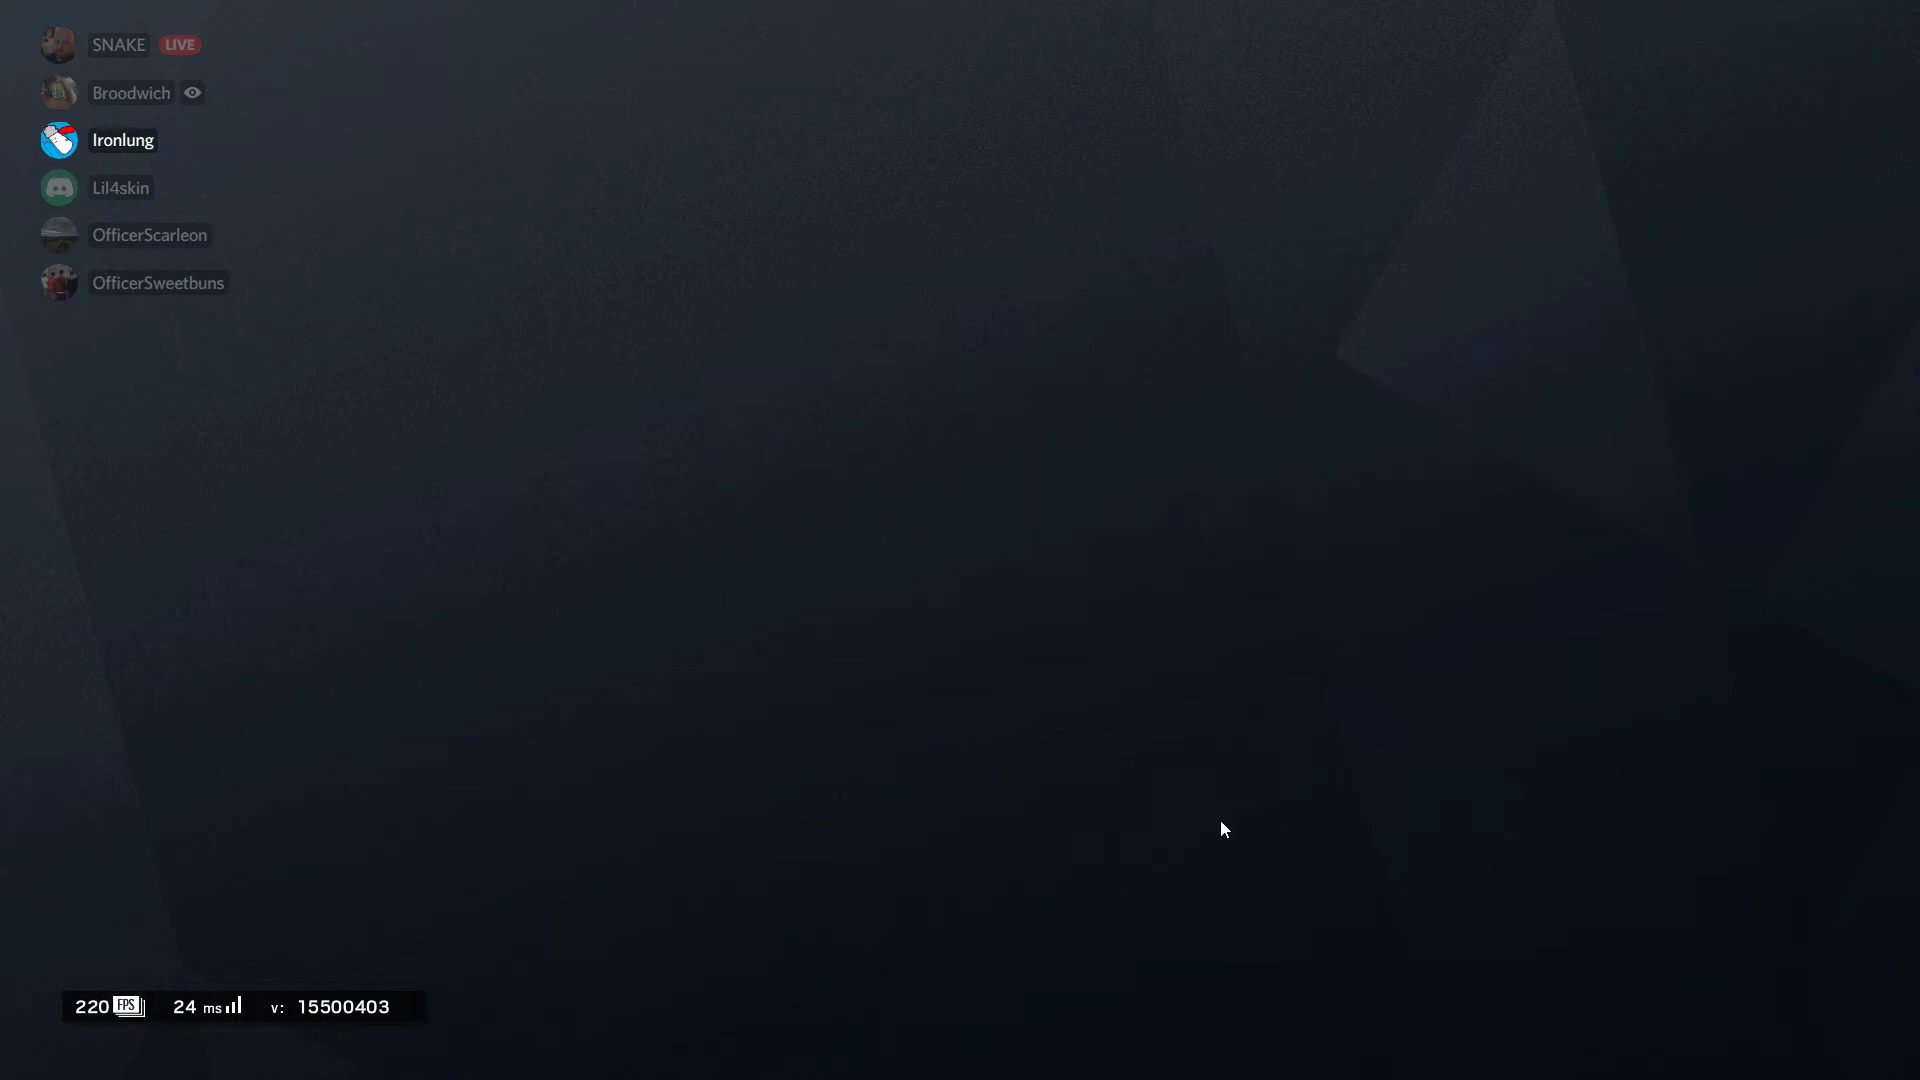 SNAKE LIVE
Broodwich
Ironlung
Lil4skin
OfficerScarleon
OfficerSweetbuns
220 FPS 24 ms v: 15500403